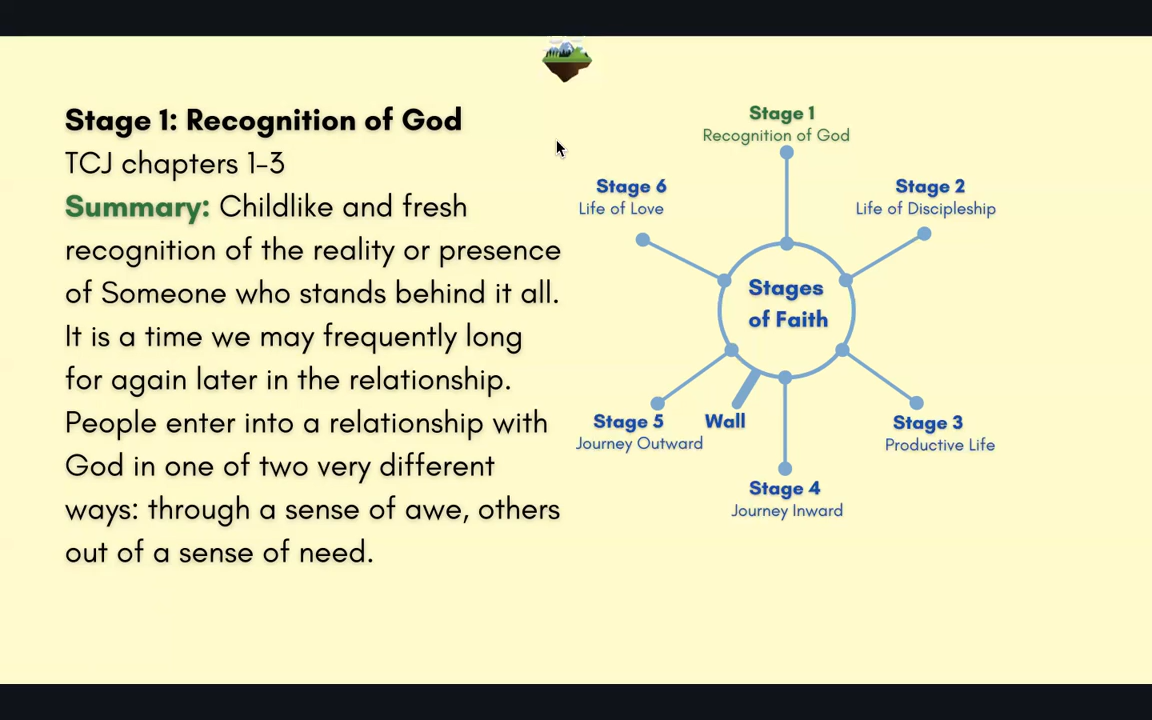 Stage 1: Recognition of God
TCJ chapters 1-3
Summary: Childlike and fresh
recognition of the reality or presence
of Someone who stands behind it all.
It is a time we may frequently long
for again later in the relationship.
People enter into a relationship with
God in one of two very different
ways: through a sense of awe, others
out of a sense of need.
Stage 1
Recognition of God
Stage 2
Life of Discipleship
Stage 3
Productive Life
Stage 4
Journey Inward
Wall
Stage 5
Journey Outward
Stage 6
Life of Love
Stages
of Faith